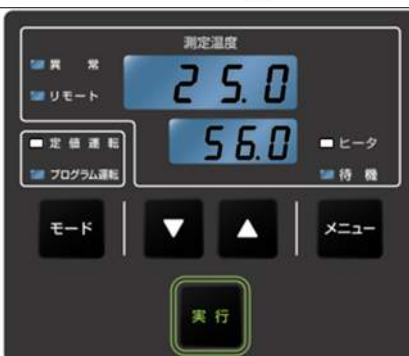 測定温度
異 常
25.0
リモート
定 値 運 転
56.0
ヒータ
プログラム運転
待 機
モード
▼
▲
メニュー
実 行